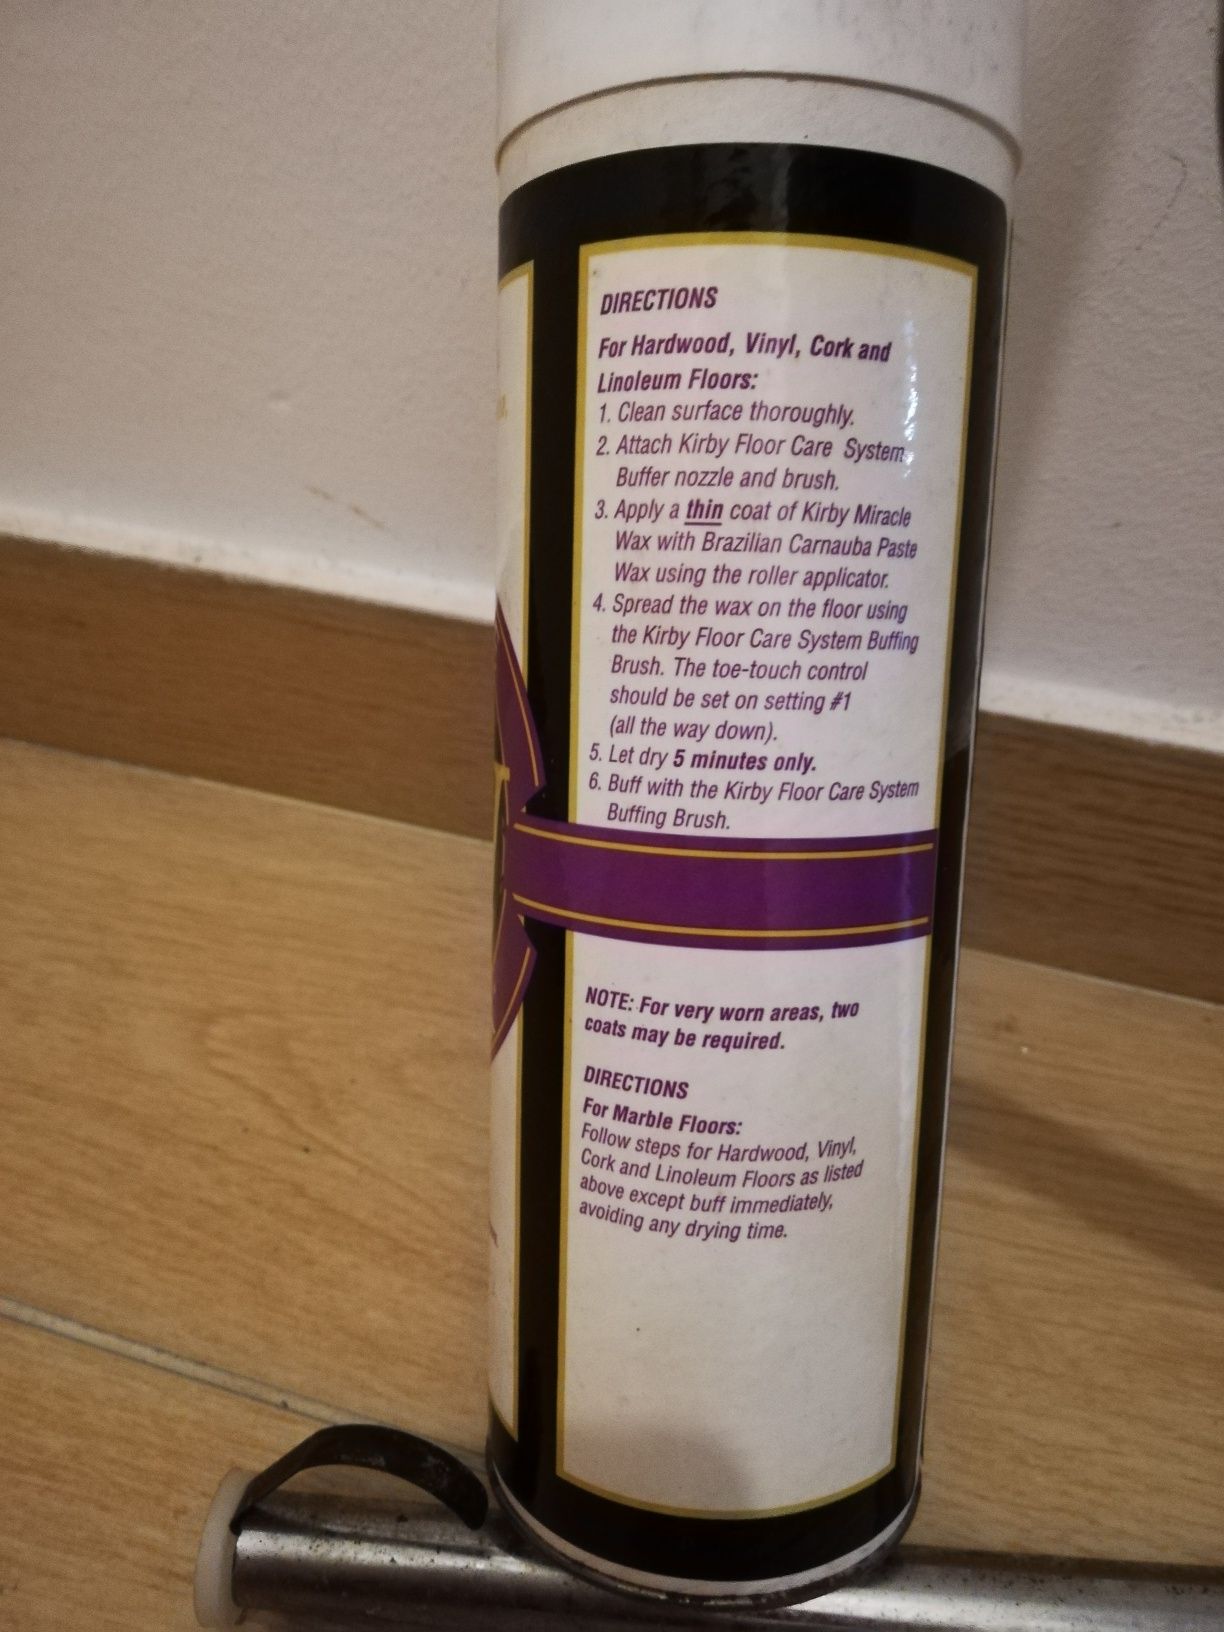 DIRECTIONS
For Hardwood, Vinyl, Cork and
Linoleum Floors:
1. Clean surface thoroughly.
2. Attach Kirby Floor Care System
Buffer nozzle and brush.
3. Apply a thin coat of Kirby Miracle
Wax with Brazilian Carnauba Paste
Wax using the roller applicator.
4. Spread the wax on the floor using
the Kirby Floor Care System Buffing
Brush. The toe-touch control
should be set on setting #1
(all the way down).
5. Let dry 5 minutes only.
6. Buff with the Kirby Floor Care System
Buffing Brush.
NOTE: For very worn areas, two
coats may be required.
DIRECTIONS
For Marble Floors:
Follow steps for Hardwood, Vinyl,
Cork and Linoleum Floors as listed
above except buff immediately,
avoiding any drying time.